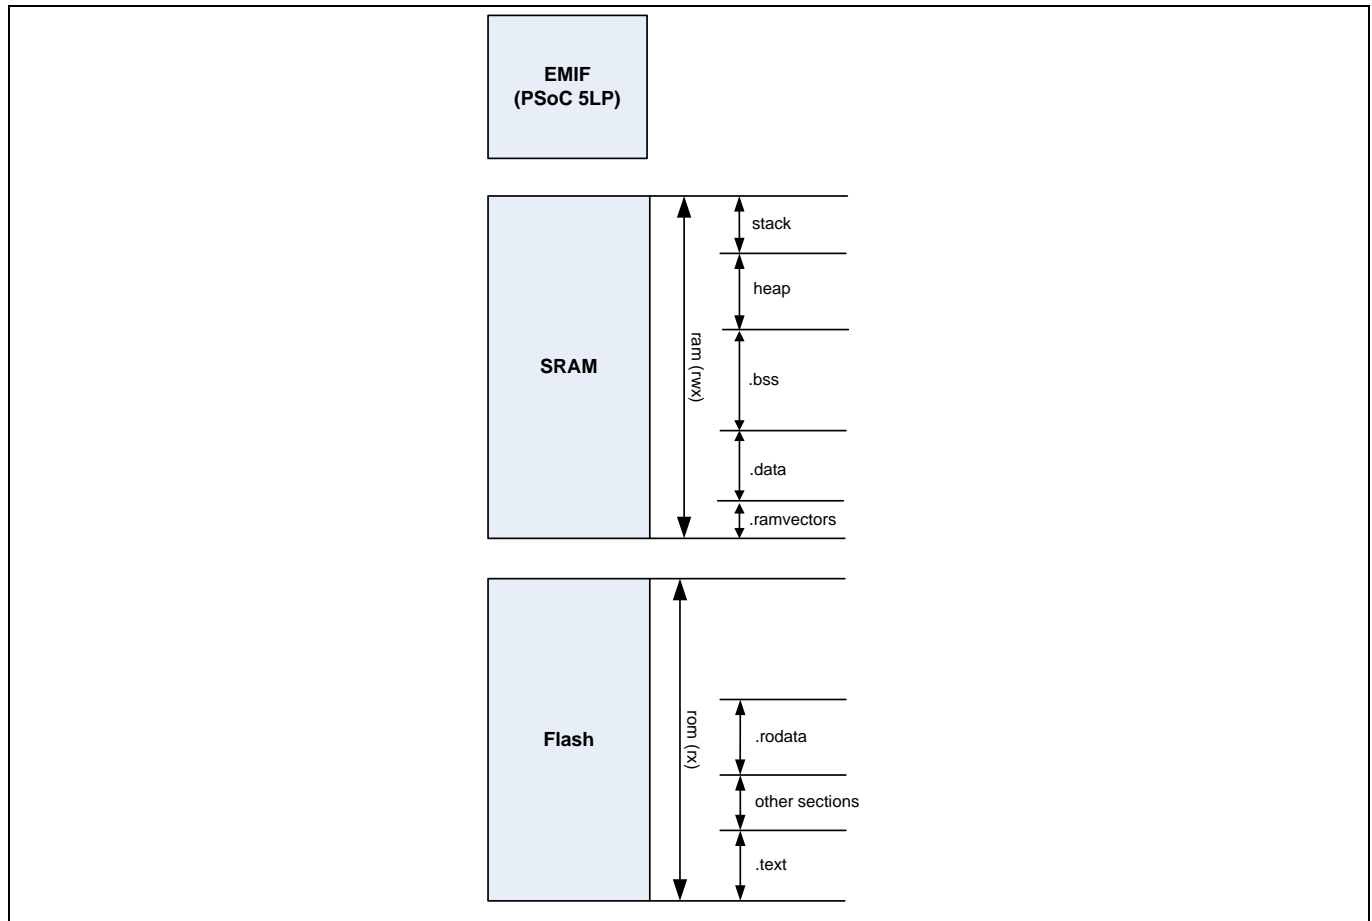 EMIF
(PSoC 5LP)
stack
heap
SRAM
ram (rwx)
.bss
.data
.ramvectors
Flash
rom (rx)
.rodata
other sections
.text